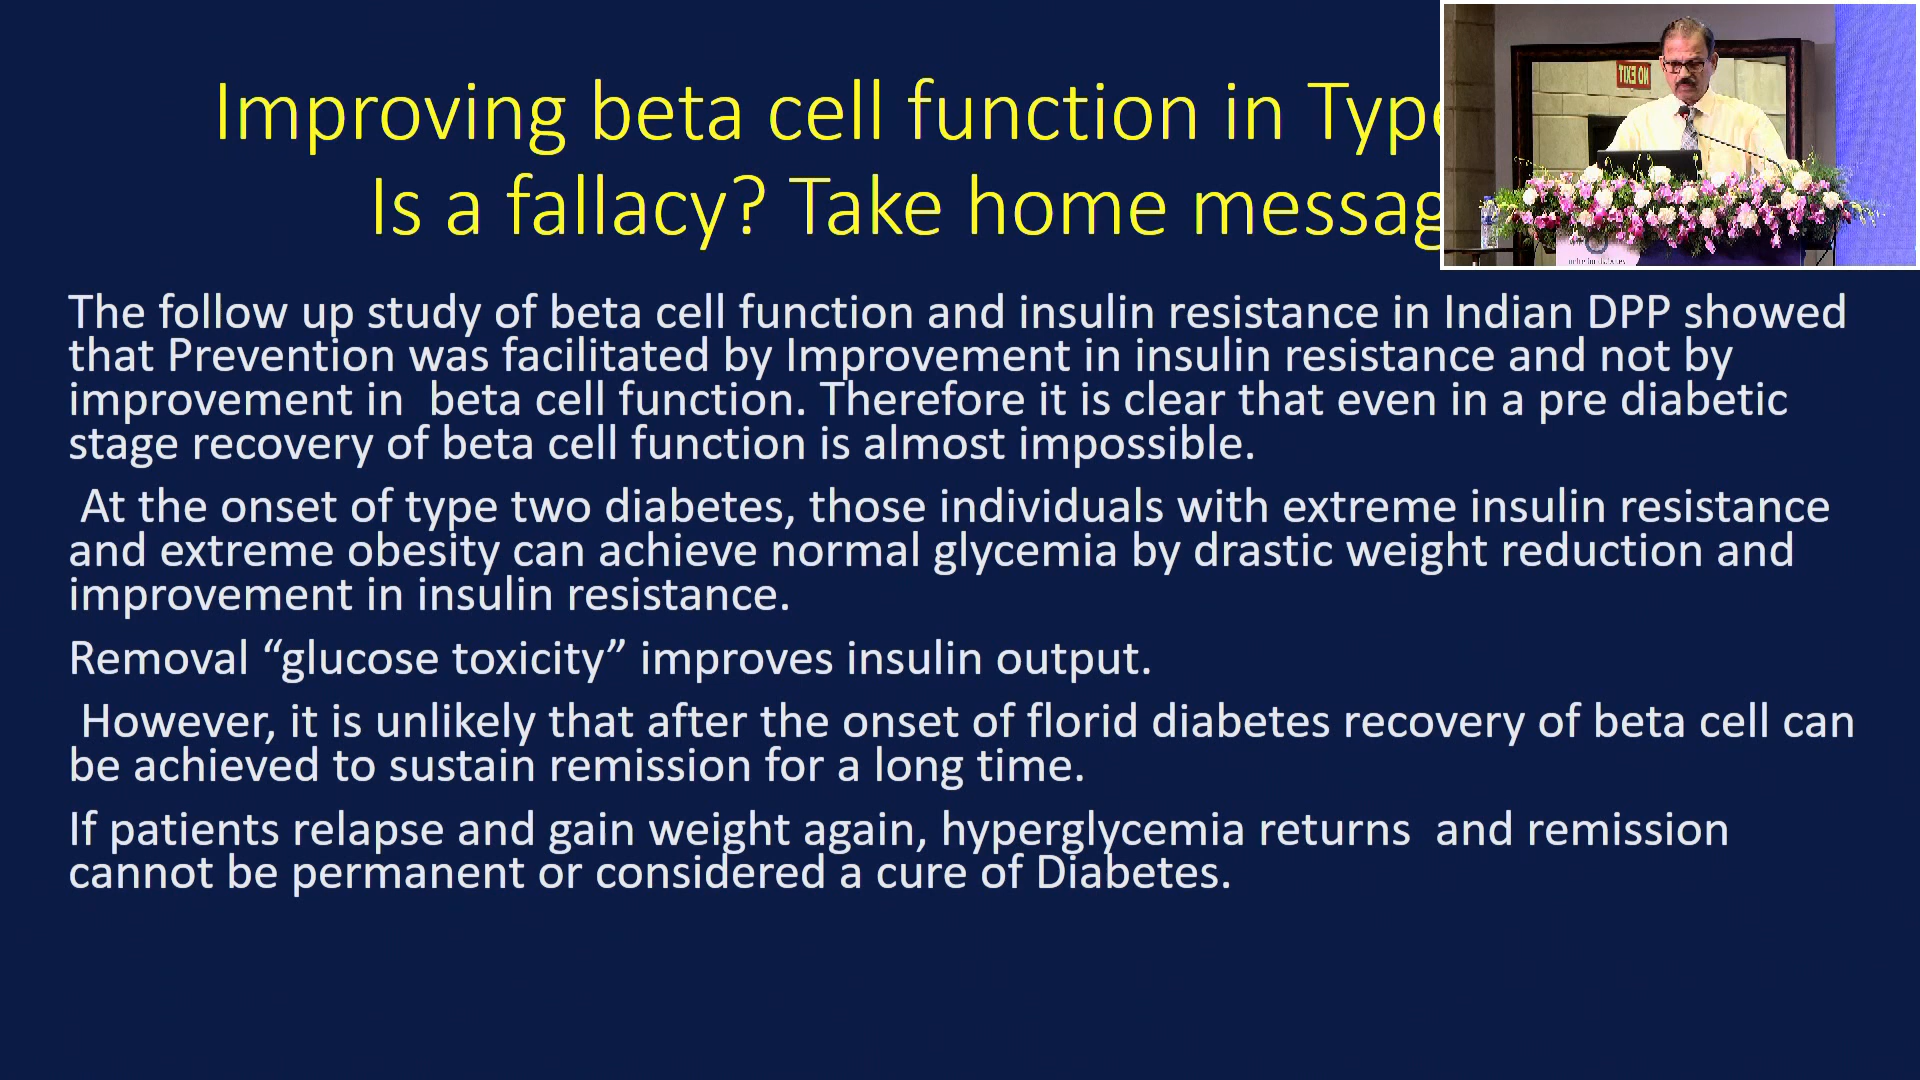 Improving beta cell function in Type
Is a fallacy? Take home messag
NO EXIT
The follow up study of beta cell function and insulin resistance in Indian DPP showed
that Prevention was facilitated by Improvement in insulin resistance and not by
improvement in  beta cell function. Therefore it is clear that even in a pre diabetic
stage recovery of beta cell function is almost impossible.
At the onset of type two diabetes, those individuals with extreme insulin resistance
and extreme obesity can achieve normal glycemia by drastic weight reduction and
improvement in insulin resistance.
Removal “glucose toxicity” improves insulin output.
However, it is unlikely that after the onset of florid diabetes recovery of beta cell can
be achieved to sustain remission for a long time.
If patients relapse and gain weight again, hyperglycemia returns  and remission
cannot be permanent or considered a cure of Diabetes.